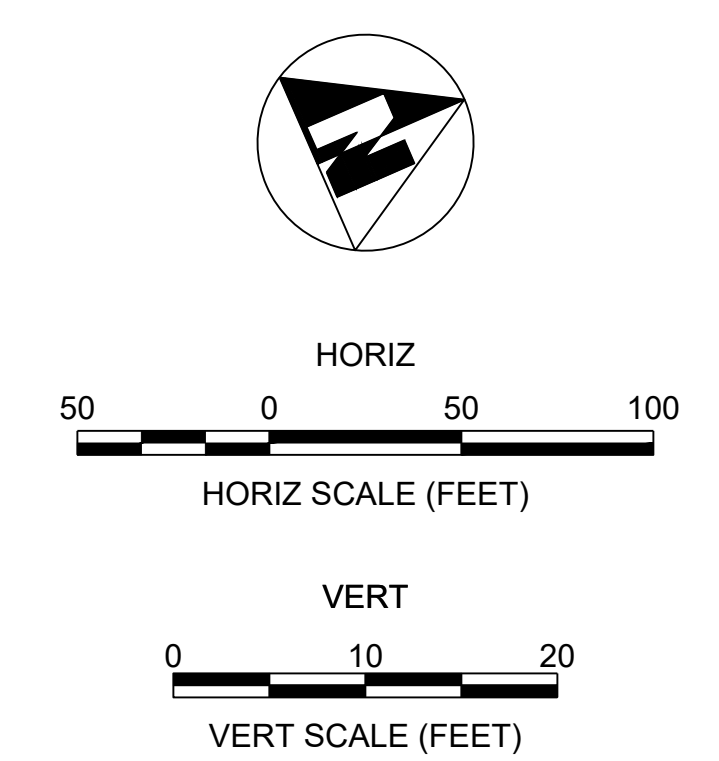 N
HORIZ
50 0 50 100
HORIZ SCALE (FEET)
VERT
0 10 20
VERT SCALE (FEET)